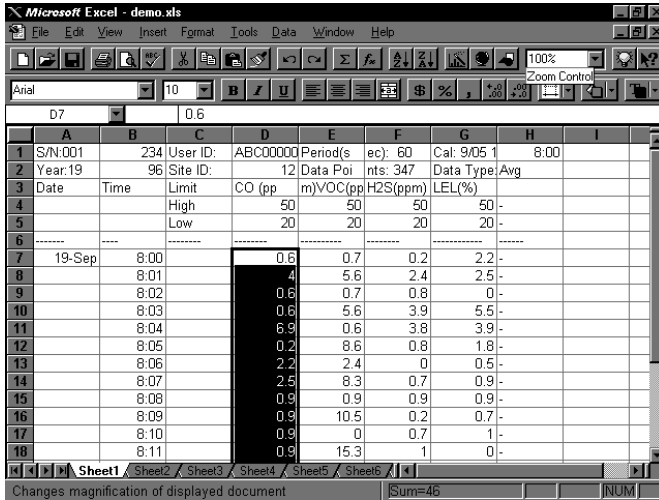 Microsoft Excel - demo.xls
File Edit View Insert Format Tools Data Window Help
100%
Zoom Control
Arial 10 B I U $ % ,
D7 0.6
A B C D E F G H I
1 S/N:001 234 User ID: ABC00000 Period(s ec): 60 Cal: 9/05 1 8:00
2 Year:19 96 Site ID: 12 Data Poi nts: 347 Data Type: Avg
3 Date Time Limit CO (pp m)VOC(pp H2S(ppm) LEL(%)
4 High 50 50 50 50 -
5 Low 20 20 20 20 -
6 ------- ---- -------- -------- ---------- -------- ------------ ------
7 19-Sep 8:00 0.6 0.7 0.2 2.2 -
8 8:01 4 5.6 2.4 2.5 -
9 8:02 0.6 0.7 0.8 0 -
10 8:03 0.6 5.6 3.9 5.5 -
11 8:04 6.9 0.6 3.8 3.9 -
12 8:05 0.2 8.6 0.8 1.8 -
13 8:06 2.2 2.4 0 0.5 -
14 8:07 2.5 8.3 0.7 0.9 -
15 8:08 0.9 0.9 0.9 0.9 -
16 8:09 0.9 10.5 0.2 0.7 -
17 8:10 0.9 0 0.7 1 -
18 8:11 0.9 15.3 1 0 -
Sheet1 Sheet2 Sheet3 Sheet4 Sheet5 Sheet6
Changes magnification of displayed document Sum=46 NUM